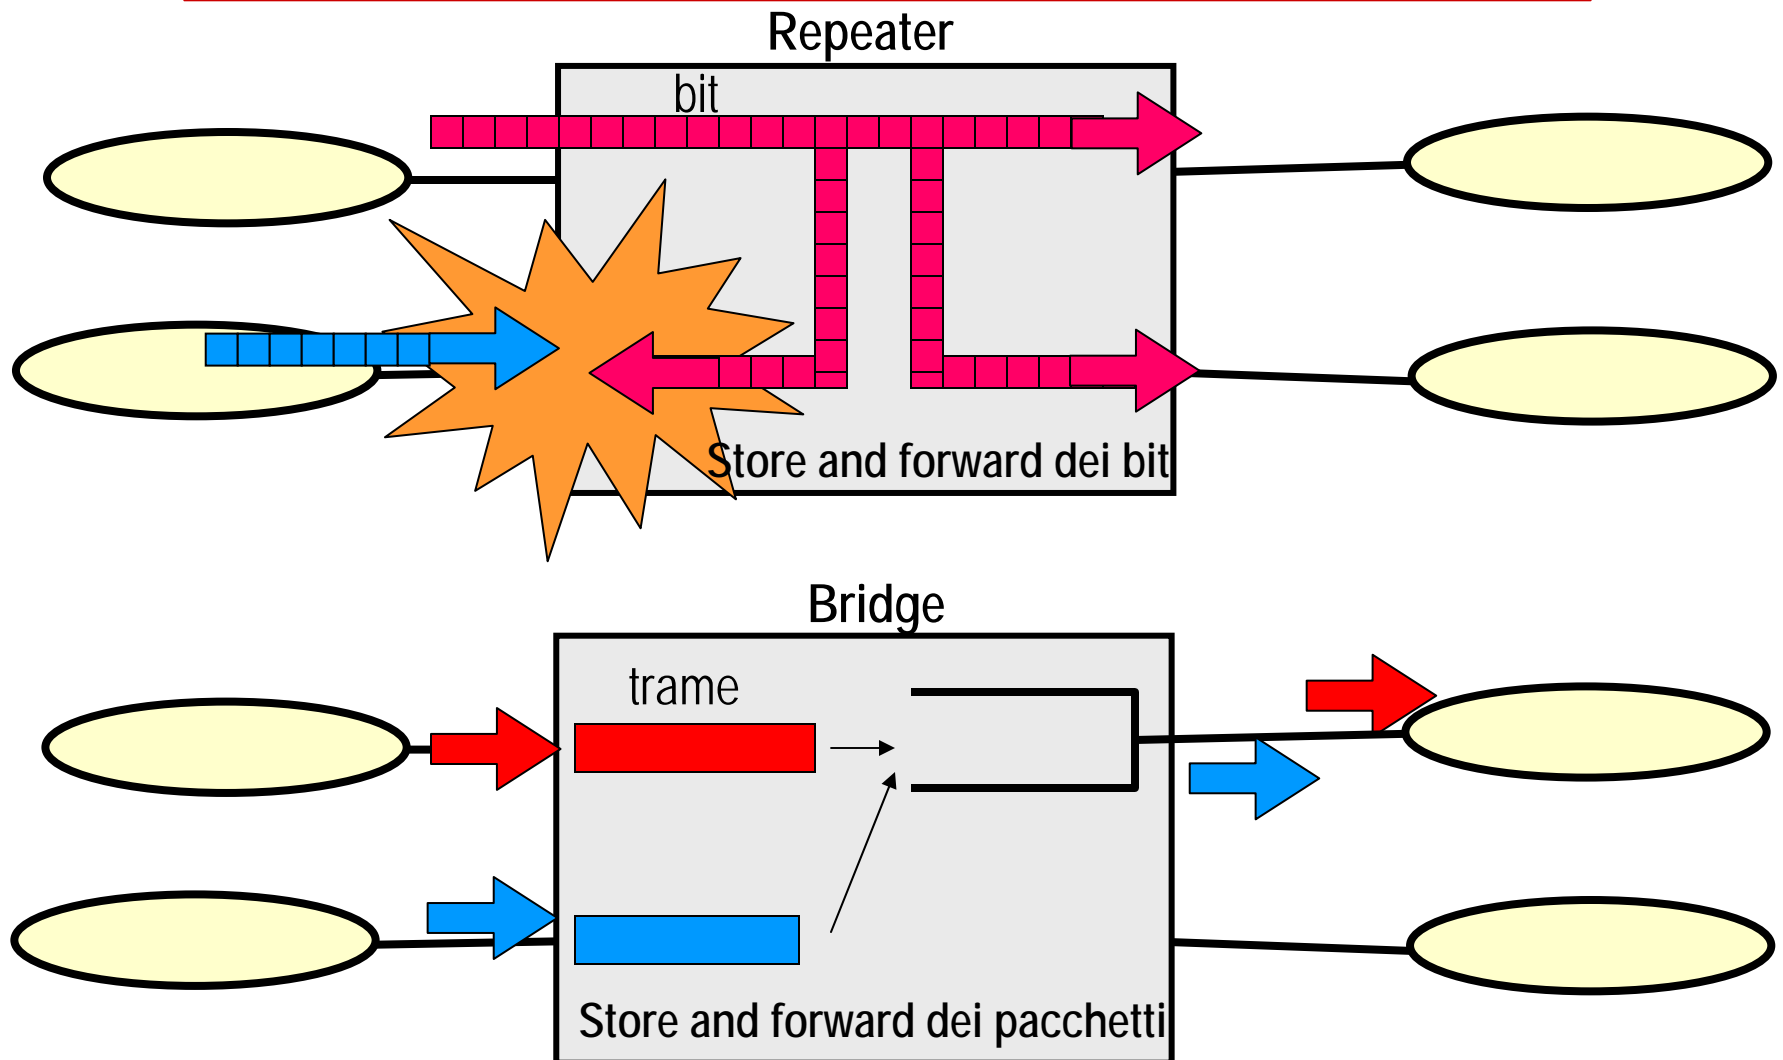 Repeater
bit
Store and forward dei bit
Bridge
trame
Store and forward dei pacchetti